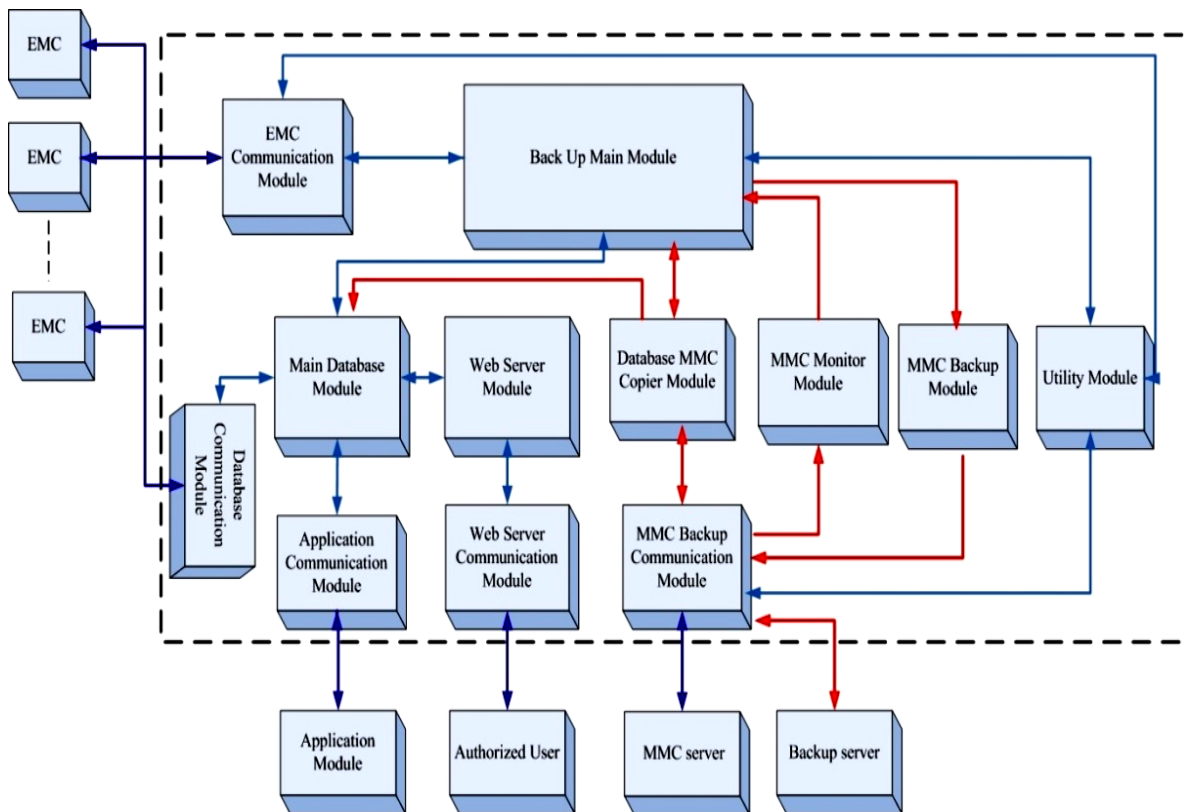 EMC
EMC
EMC
EMC
Communication
Module
Back Up Main Module
Main Database
Module
Web Server
Module
Database MMC
Copier Module
MMC Monitor
Module
MMC Backup
Module
Utility Module
Database
Communication
Module
Application
Communication
Module
Web Server
Communication
Module
MMC Backup
Communication
Module
Application
Module
Authorized User
MMC server
Backup server